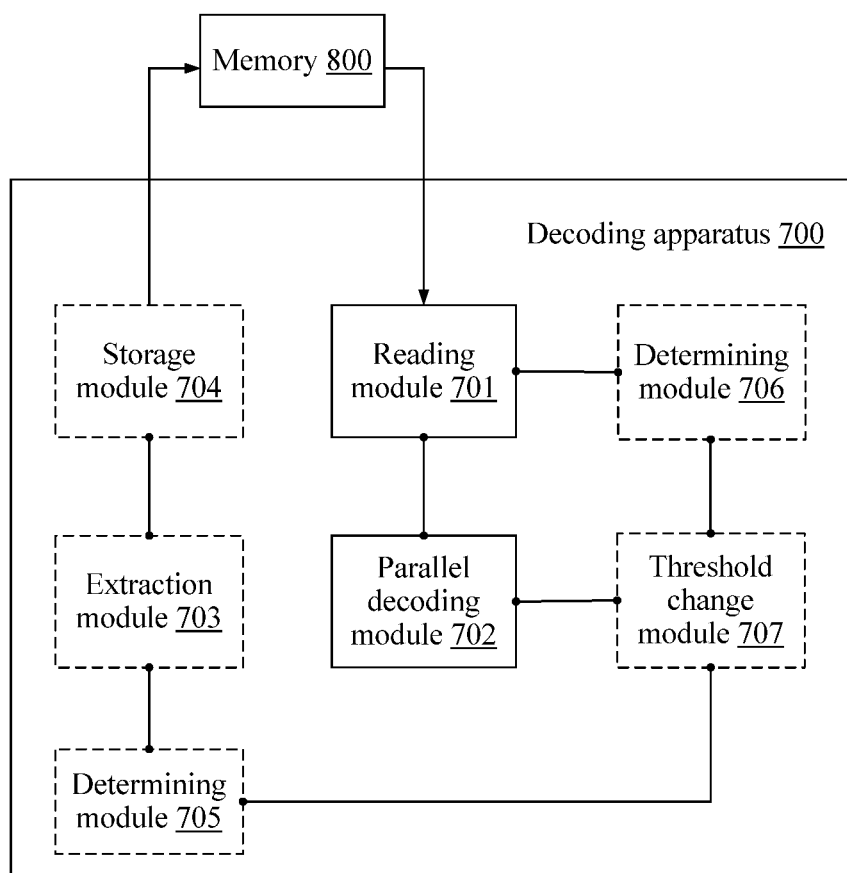 Memory 800
Decoding apparatus 700
Storage
module 704
Reading
module 701
Determining
module 706
Extraction
module 703
Parallel
decoding
module 702
Threshold
change
module 707
Determining
module 705